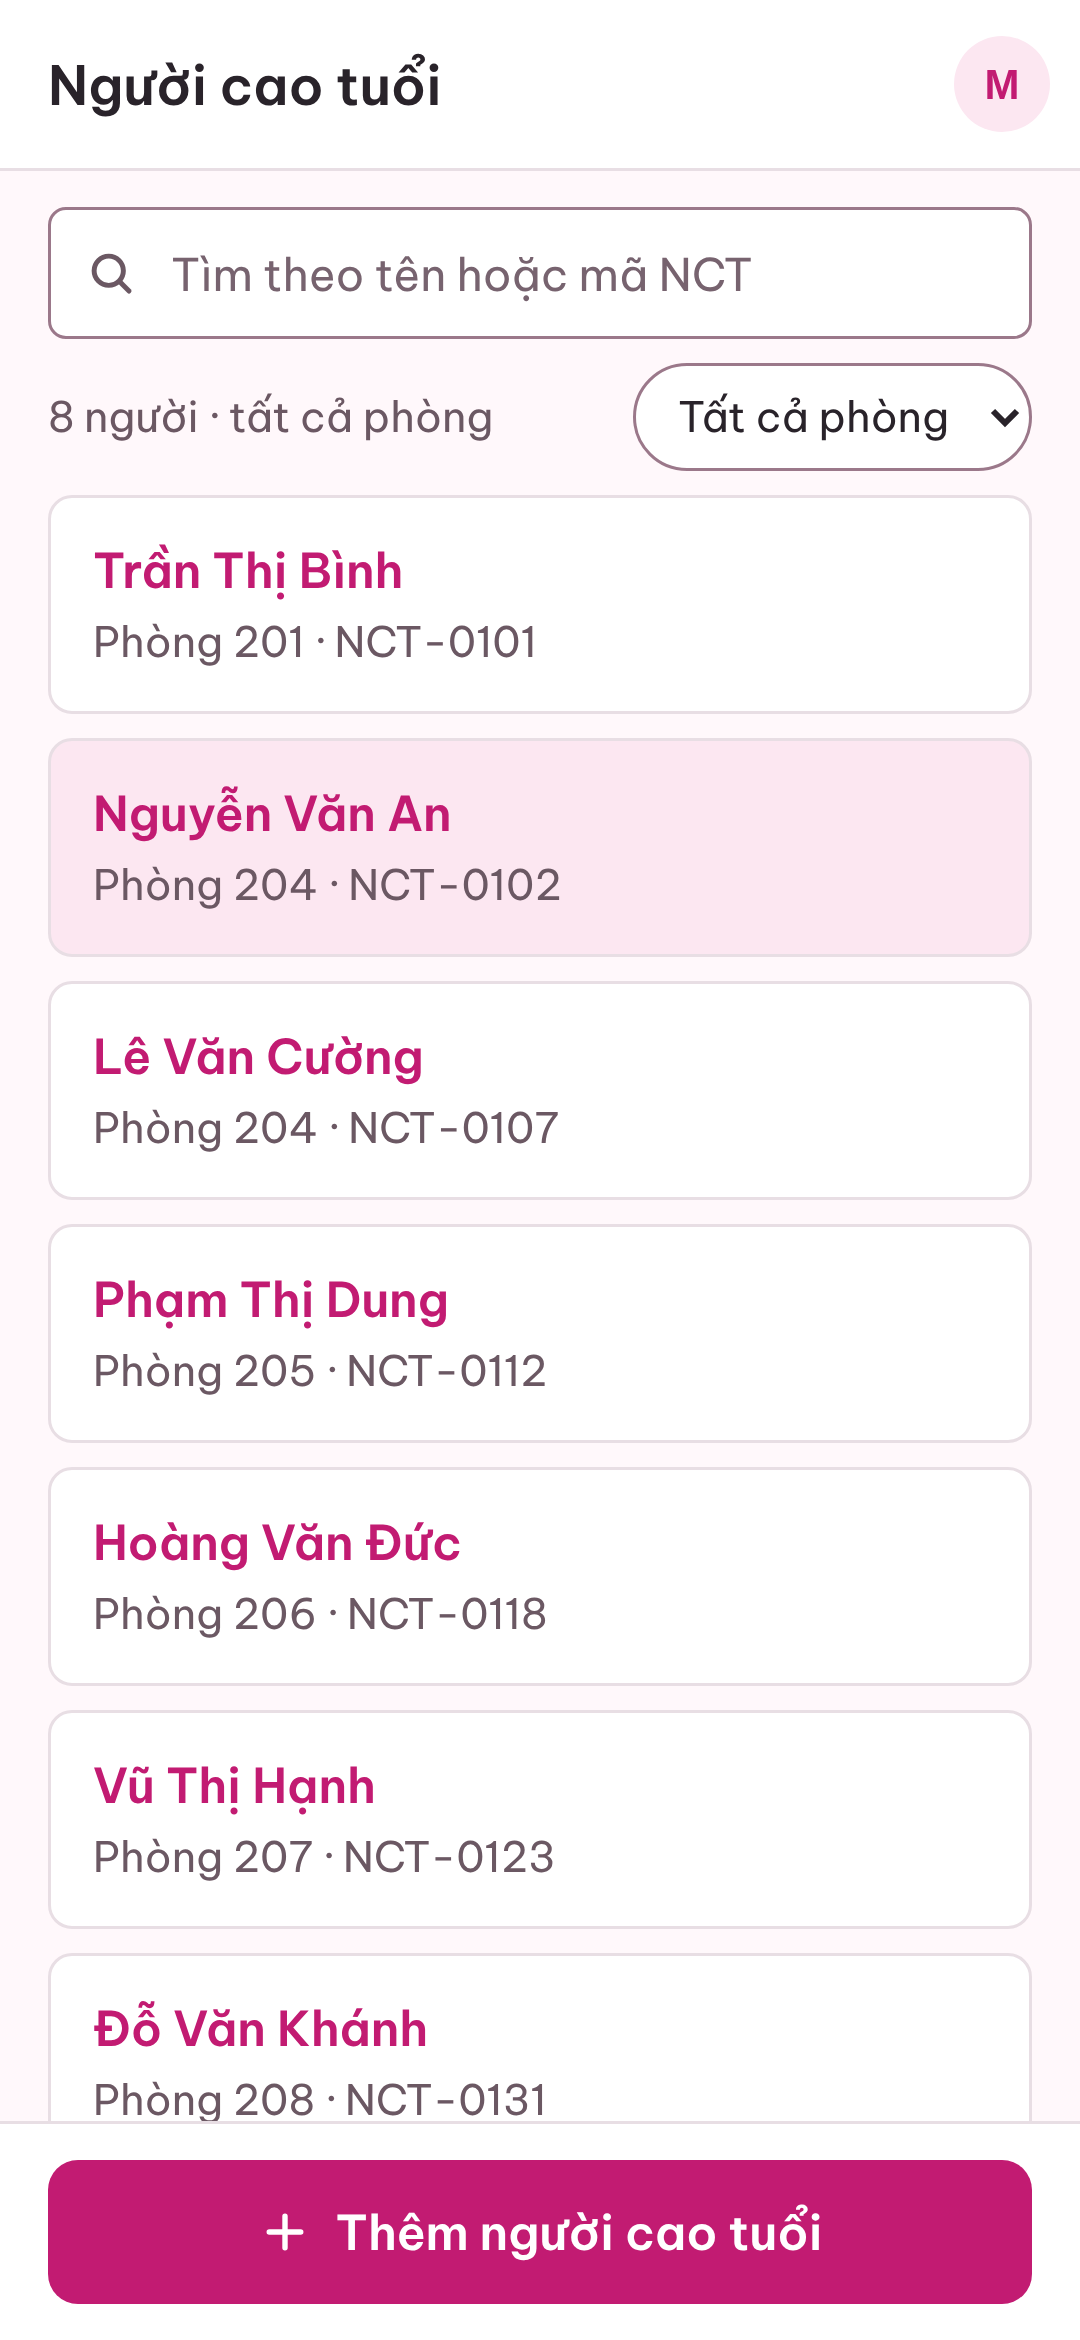 Người cao tuổi
M
Tìm theo tên hoặc mã NCT
8 người · tất cả phòng
Tất cả phòng
Trần Thị Bình
Phòng 201 · NCT-0101
Nguyễn Văn An
Phòng 204 · NCT-0102
Lê Văn Cường
Phòng 204 · NCT-0107
Phạm Thị Dung
Phòng 205 · NCT-0112
Hoàng Văn Đức
Phòng 206 · NCT-0118
Vũ Thị Hạnh
Phòng 207 · NCT-0123
Đỗ Văn Khánh
Phòng 208 · NCT-0131
Thêm người cao tuổi